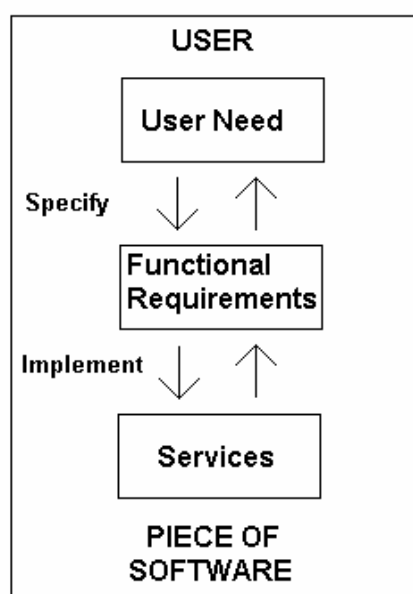 USER
User Need
Specify
Functional
Requirements
Implement
Services
PIECE OF
SOFTWARE